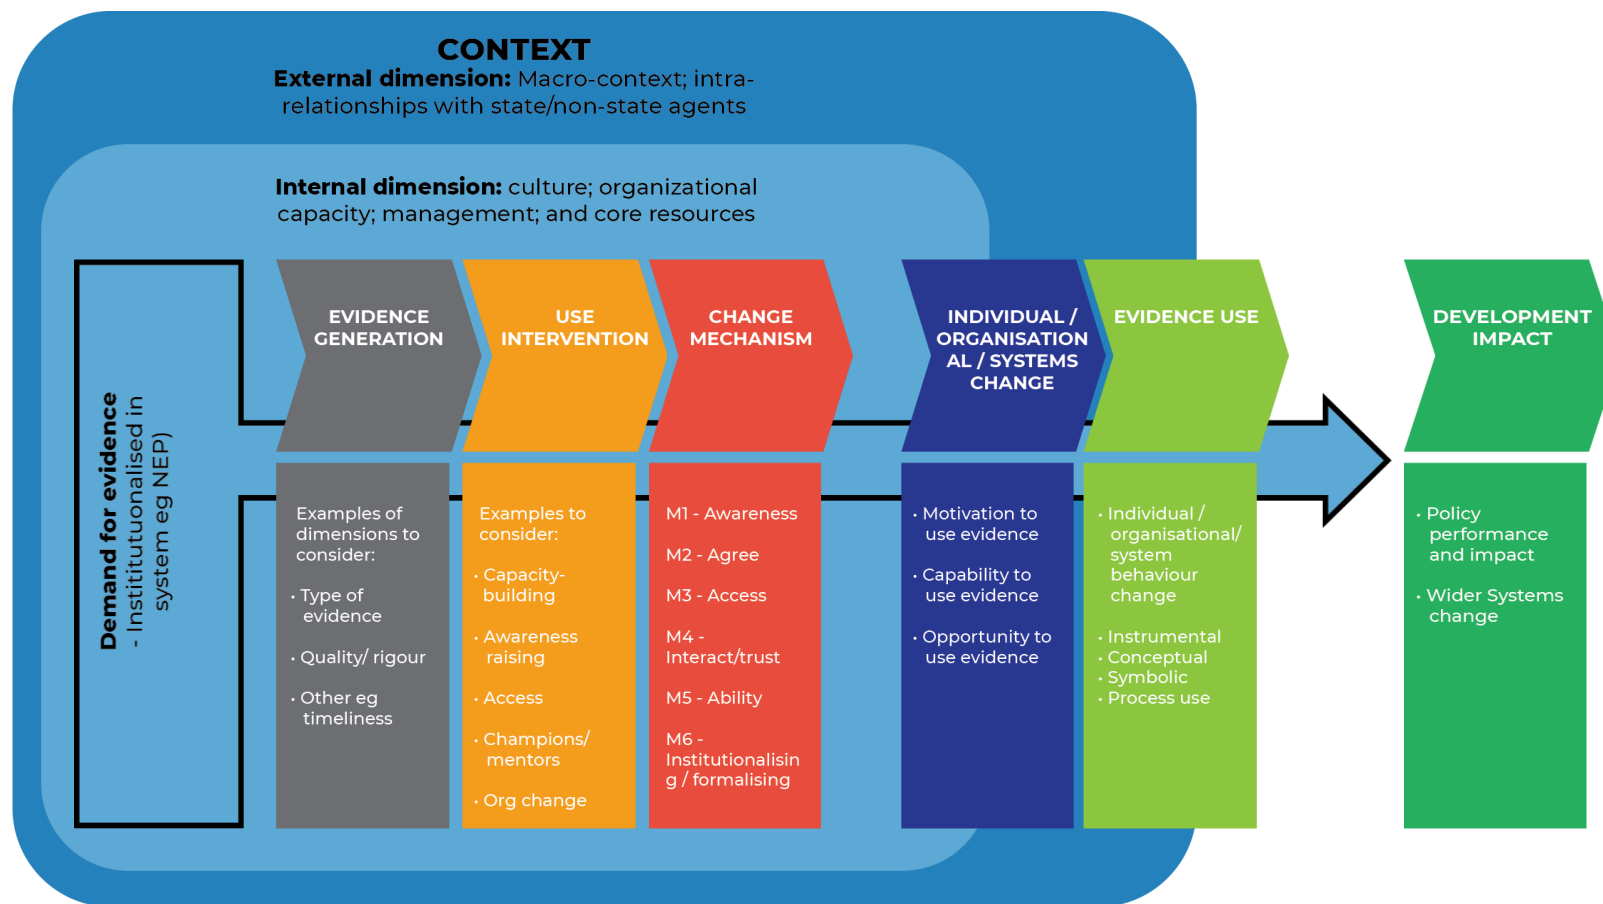 CONTEXT
External dimension: Macro-context; intra-
relationships with state/non-state agents
Internal dimension: culture; organizational
capacity; management; and core resources
Demand for evidence
- Instititutuonalised in
system eg NEP)
EVIDENCE
GENERATION
Examples of
dimensions to
consider:
• Type of
evidence
• Quality/ rigour
• Other eg
timeliness
USE
INTERVENTION
Examples to
consider:
• Capacity-
building
• Awareness
raising
• Access
• Champions/
mentors
• Org change
CHANGE
MECHANISM
M1 - Awareness
M2 - Agree
M3 - Access
M4 -
Interact/trust
M5 - Ability
M6 -
Institutionalisin
g / formalising
INDIVIDUAL /
ORGANISATION
AL / SYSTEMS
CHANGE
• Motivation to
use evidence
• Capability to
use evidence
• Opportunity to
use evidence
EVIDENCE USE
• Individual /
organisational/
system
behaviour
change
• Instrumental
• Conceptual
• Symbolic
• Process use
DEVELOPMENT
IMPACT
• Policy
performance
and impact
• Wider Systems
change